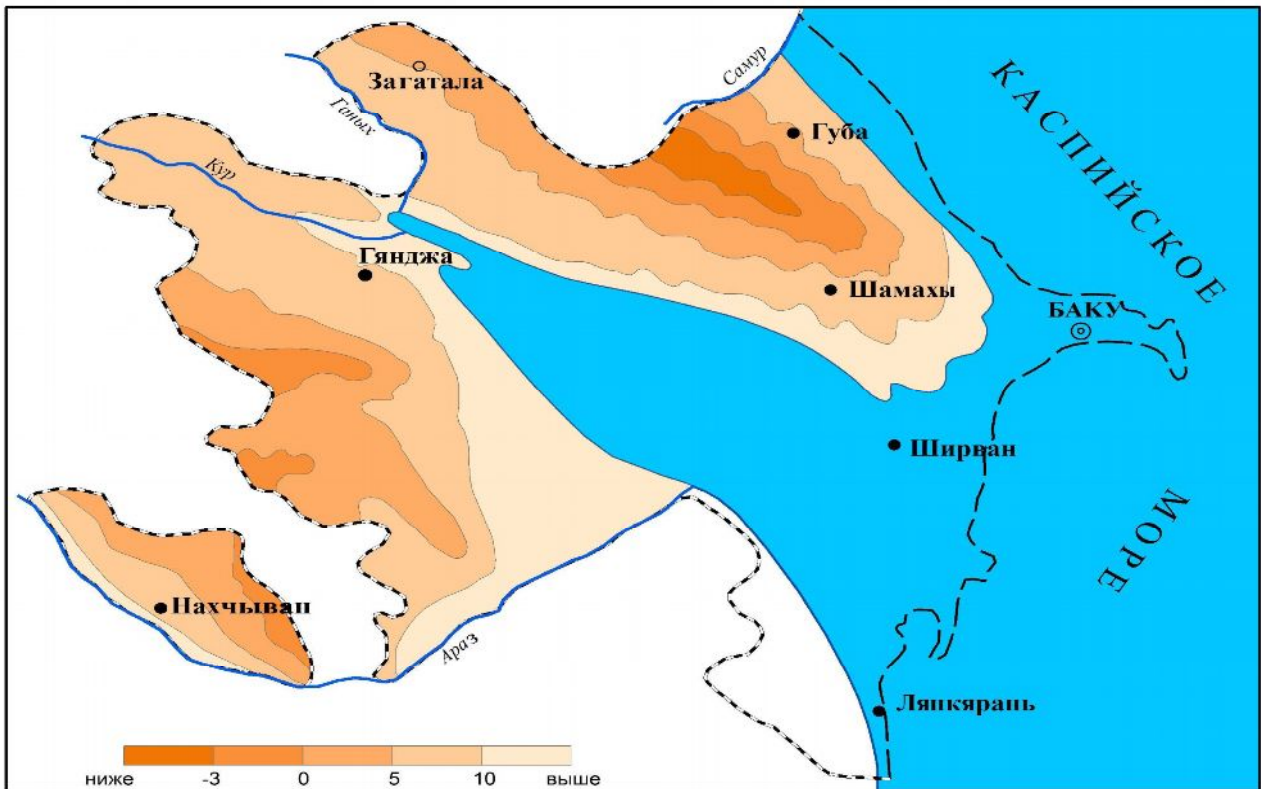 Загатала
Ганых
Самур
Губа
Кур
Гянджа
Шамахы
КАСПИЙСКОЕ
МОРЕ
БАКУ
Ширван
Нахчыван
Араз
Лянкярань
ниже -3 0 5 10 выше